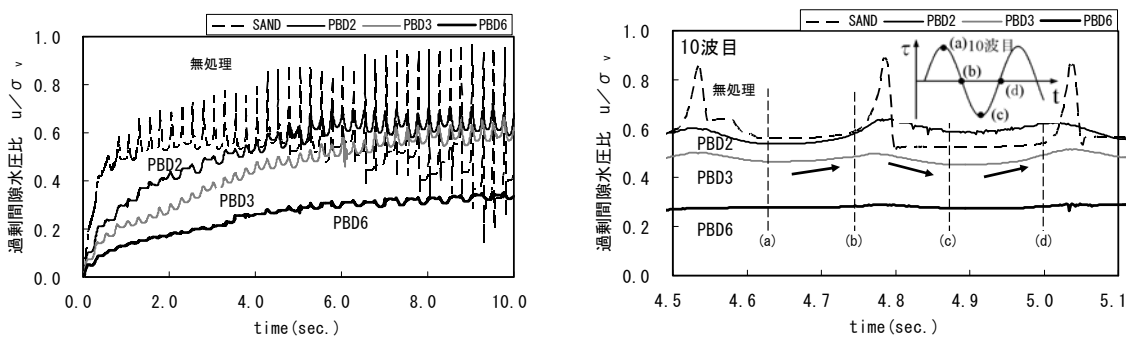 SAND PBD2 PBD3 PBD6
過剰間隙水圧比 u/σv
1.0
0.8
0.6
0.4
0.2
0.0
無処理
PBD2
PBD3
PBD6
0.0 2.0 4.0 6.0 8.0 10.0
time(sec.)
SAND PBD2 PBD3 PBD6
過剰間隙水圧比 u/σv
1.0
0.8
0.6
0.4
0.2
0.0
10波目
無処理
PBD2
PBD3
PBD6
τ
(a)10波目
(b)
t
(d)
(c)
(a) (b) (c) (d)
4.5 4.6 4.7 4.8 4.9 5.0 5.1
time(sec.)